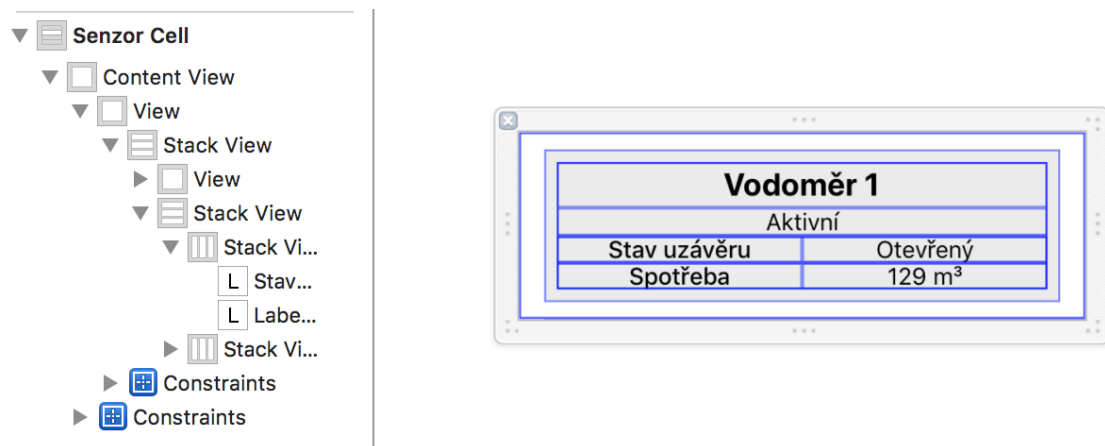 Senzor Cell
Content View
View
Stack View
View
Stack View
Stack Vi...
L Stav...
L Labe...
Stack Vi...
Constraints
Constraints
Vodoměr 1
Aktivní
Stav uzávěru Otevřený
Spotřeba 129 m³